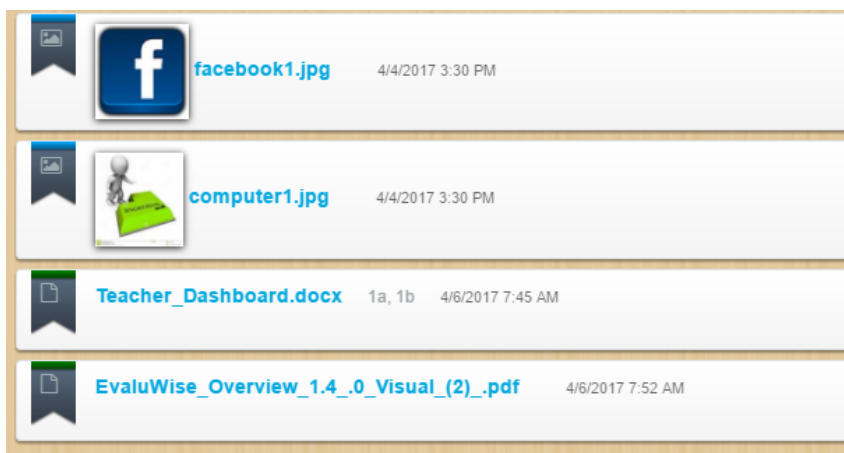 f
facebook1.jpg 4/4/2017 3:30 PM
computer1.jpg 4/4/2017 3:30 PM
Teacher_Dashboard.docx 1a, 1b 4/6/2017 7:45 AM
EvaluWise_Overview_1.4_.0_Visual_(2)_.pdf 4/6/2017 7:52 AM